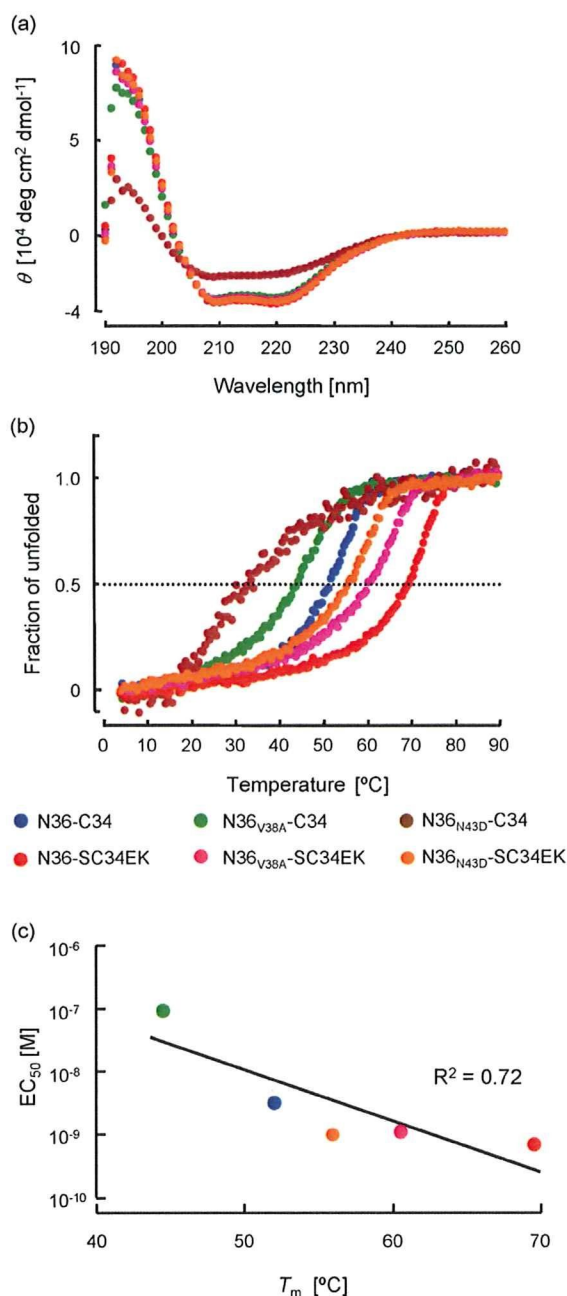 (a)
10
5
0
-4
θ [10⁴ deg cm² dmol⁻¹]
190 200 210 220 230 240 250 260
Wavelength [nm]
(b)
1.0
0.5
0
Fraction of unfolded
0 10 20 30 40 50 60 70 80 90
Temperature [ºC]
N36-C34 N36V38A-C34 N36N43D-C34
N36-SC34EK N36V38A-SC34EK N36N43D-SC34EK
(c)
10⁻⁶
10⁻⁷
10⁻⁸
10⁻⁹
10⁻¹⁰
EC50 [M]
R² = 0.72
40 50 60 70
Tm [ºC]